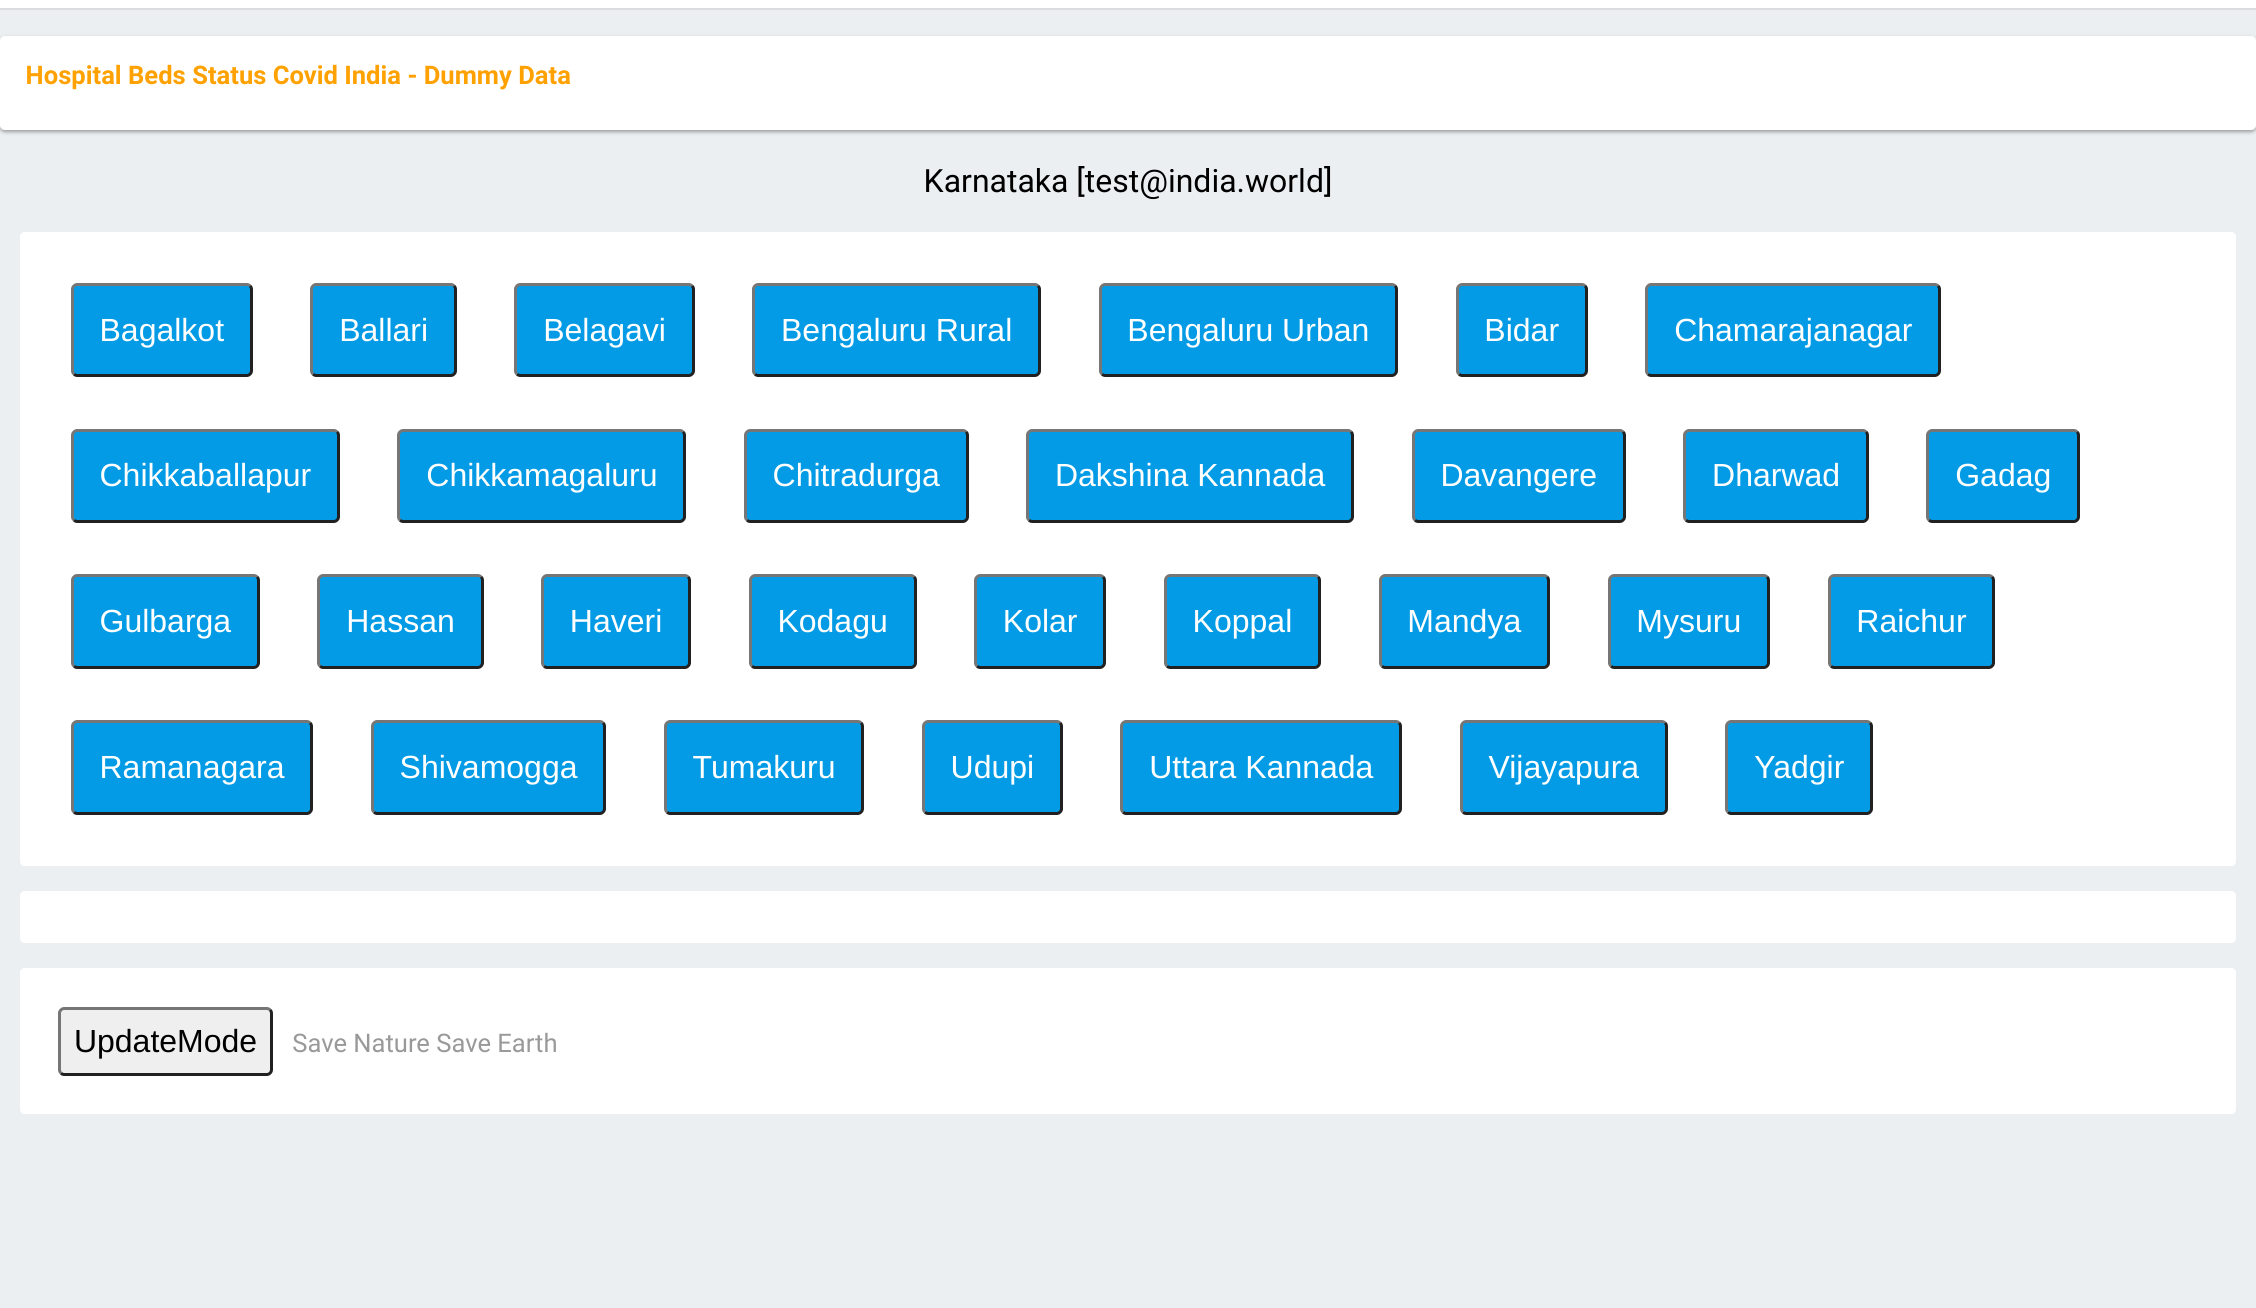 Hospital Beds Status Covid India - Dummy Data
Karnataka [test@india.world]
Bagalkot Ballari Belagavi Bengaluru Rural Bengaluru Urban Bidar Chamarajanagar
Chikkaballapur Chikkamagaluru Chitradurga Dakshina Kannada Davangere Dharwad Gadag
Gulbarga Hassan Haveri Kodagu Kolar Koppal Mandya Mysuru Raichur
Ramanagara Shivamogga Tumakuru Udupi Uttara Kannada Vijayapura Yadgir
UpdateMode Save Nature Save Earth